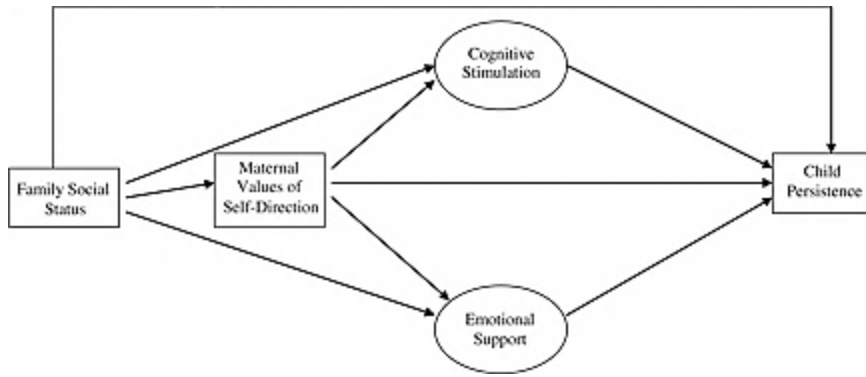 Cognitive
Stimulation
Family Social
Status
Maternal
Values of
Self-Direction
Child
Persistence
Emotional
Support